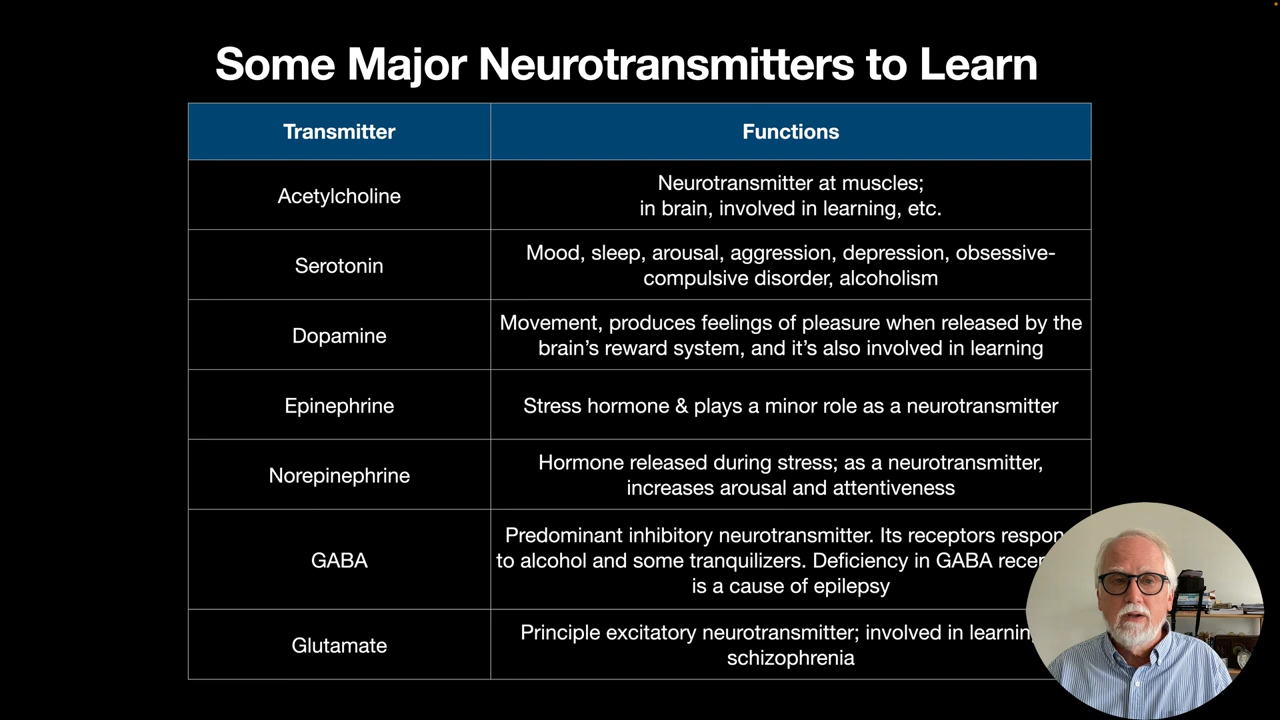 Some Major Neurotransmitters to Learn
Transmitter
Functions
Acetylcholine
Neurotransmitter at muscles;
in brain, involved in learning, etc.
Serotonin
Mood, sleep, arousal, aggression, depression, obsessive-
compulsive disorder, alcoholism
Dopamine
Movement, produces feelings of pleasure when released by the
brain’s reward system, and it’s also involved in learning
Epinephrine
Stress hormone & plays a minor role as a neurotransmitter
Norepinephrine
Hormone released during stress; as a neurotransmitter,
increases arousal and attentiveness
GABA
Predominant inhibitory neurotransmitter. Its receptors
to alcohol and some tranquilizers. Deficiency in GABA
is a cause of epilepsy
Glutamate
Principle excitatory neurotransmitter; involved in
schizophrenia